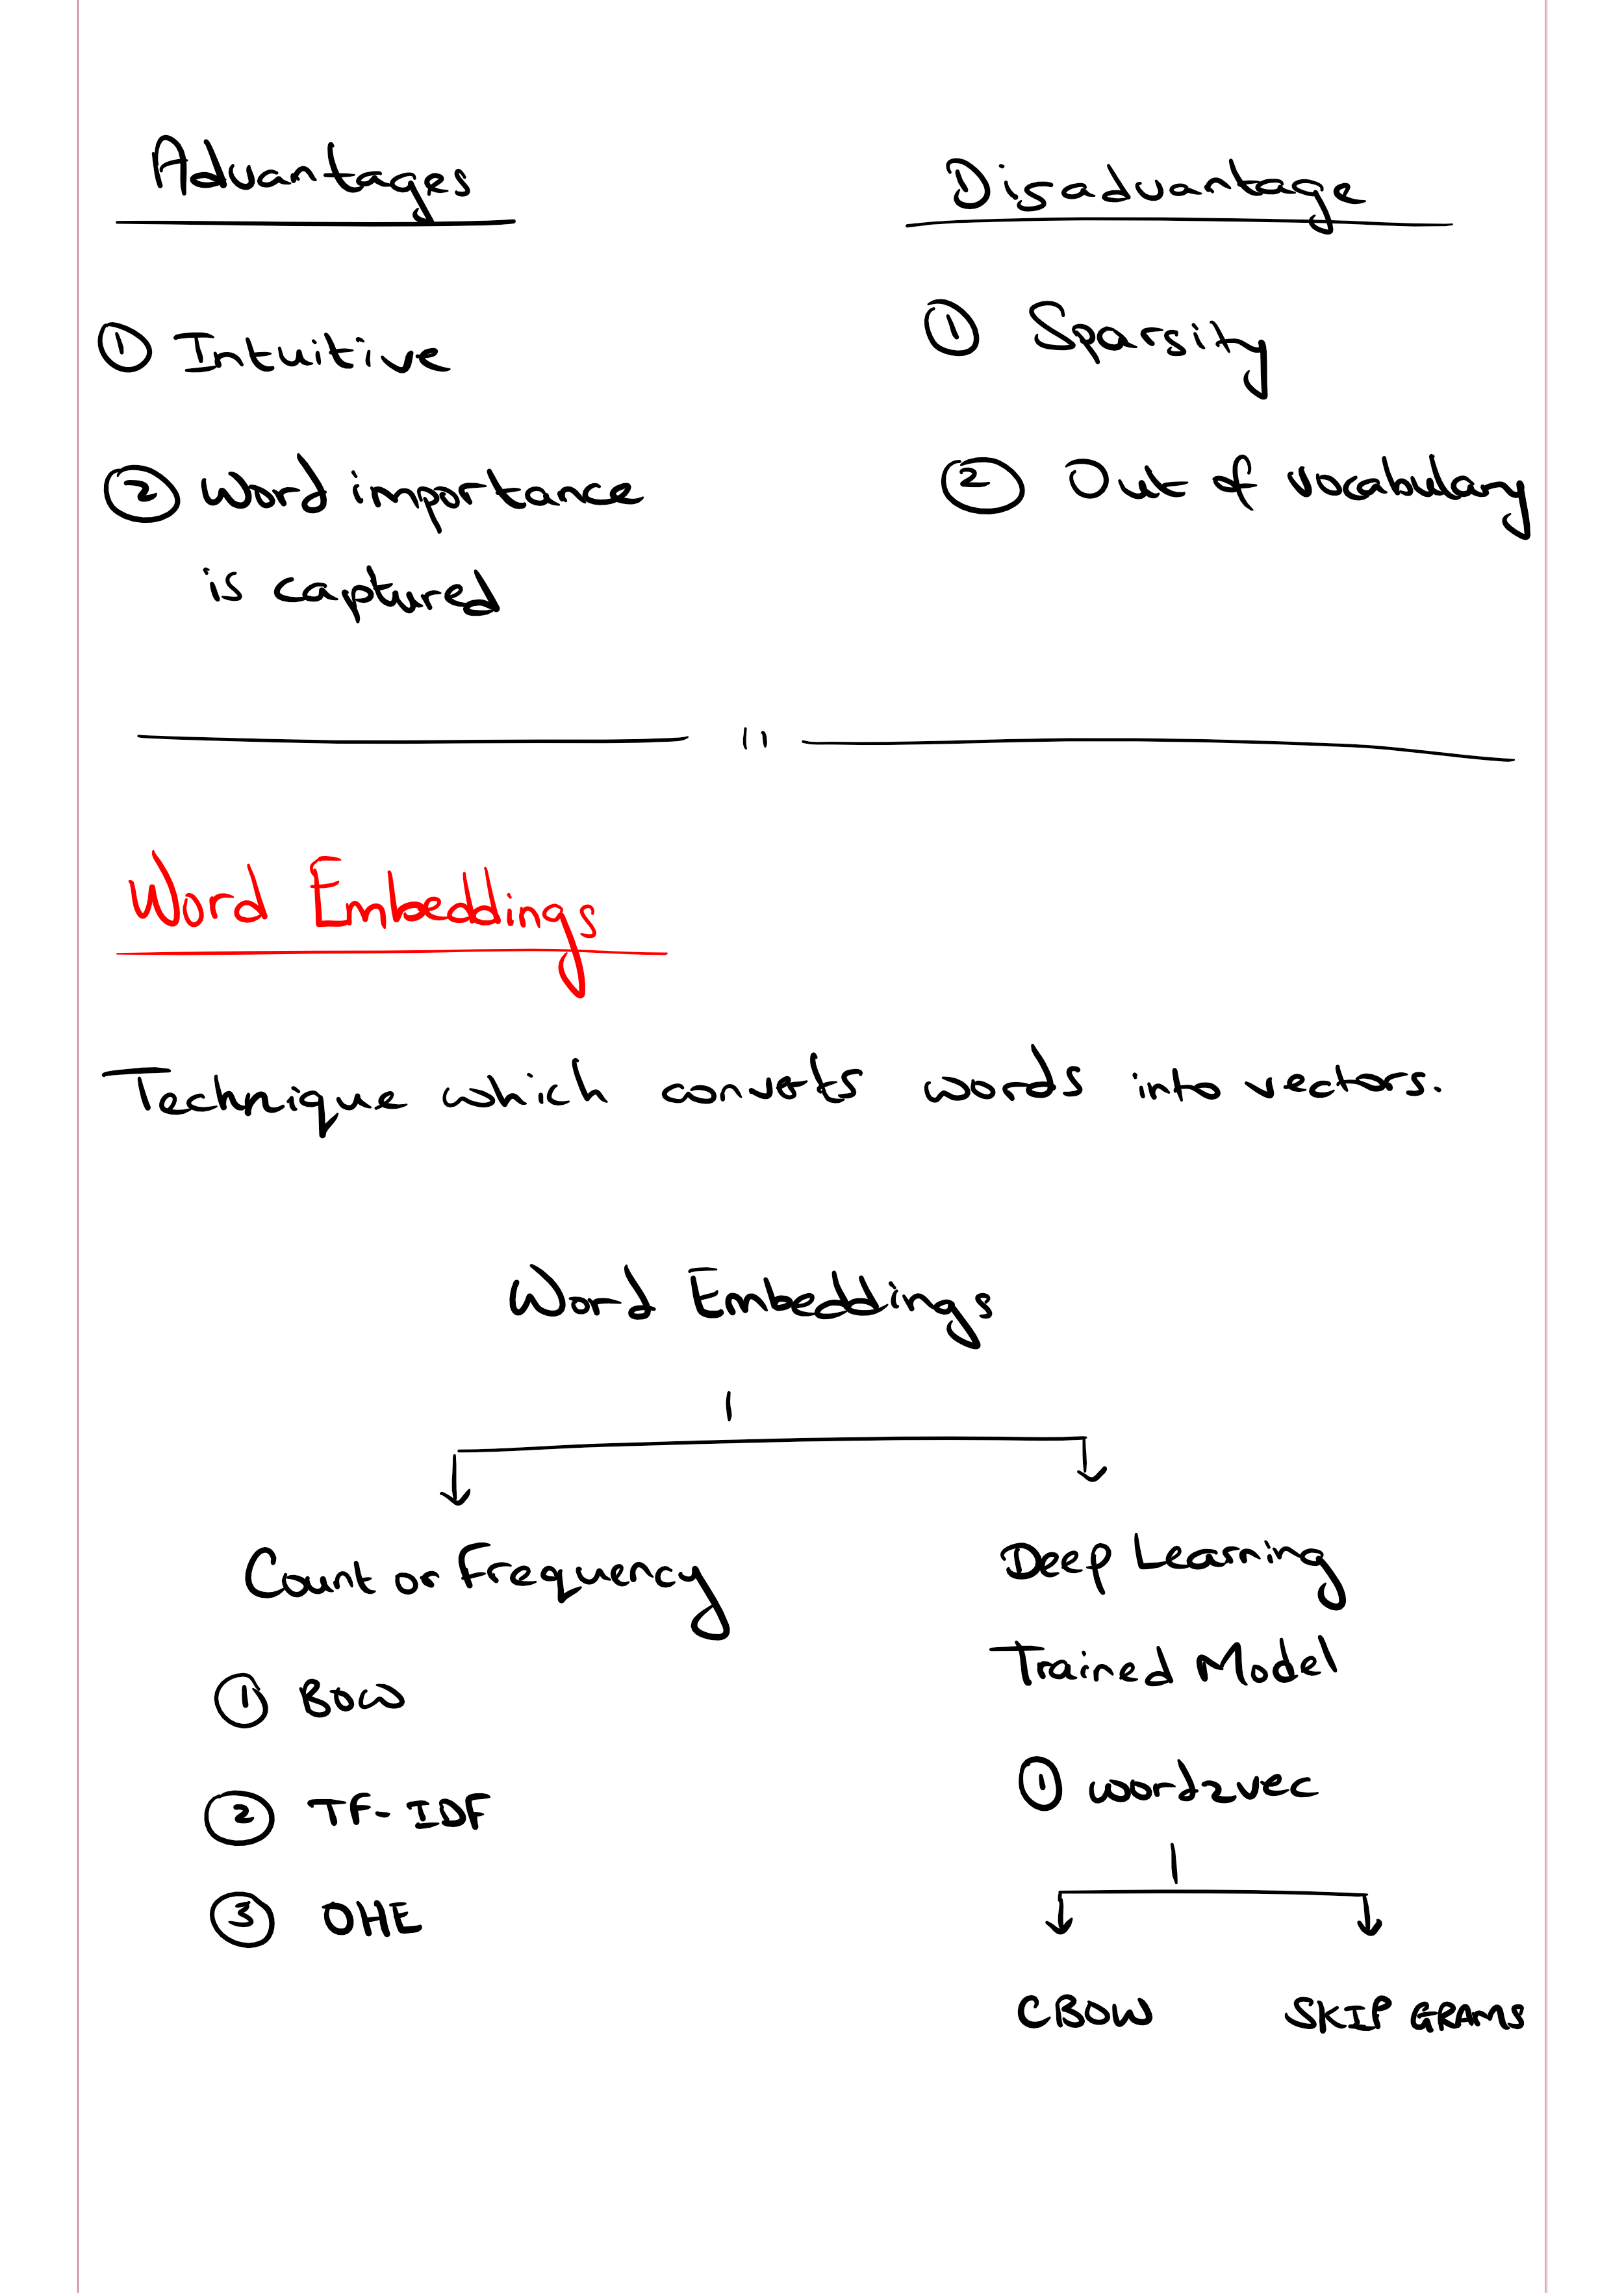 Advantages
Disadvantage
① Intuitive
① Sparsity
② Word importance
is captured
② Out of vocabulary
Word Embeddings
Technique which convets words into vectors.
Word Embeddings
Count or Frequency
Deep Learning
Trained Model
① BOW
② TF-IDF
③ OHE
① word2vec
CBOW
SKIP GRAMS